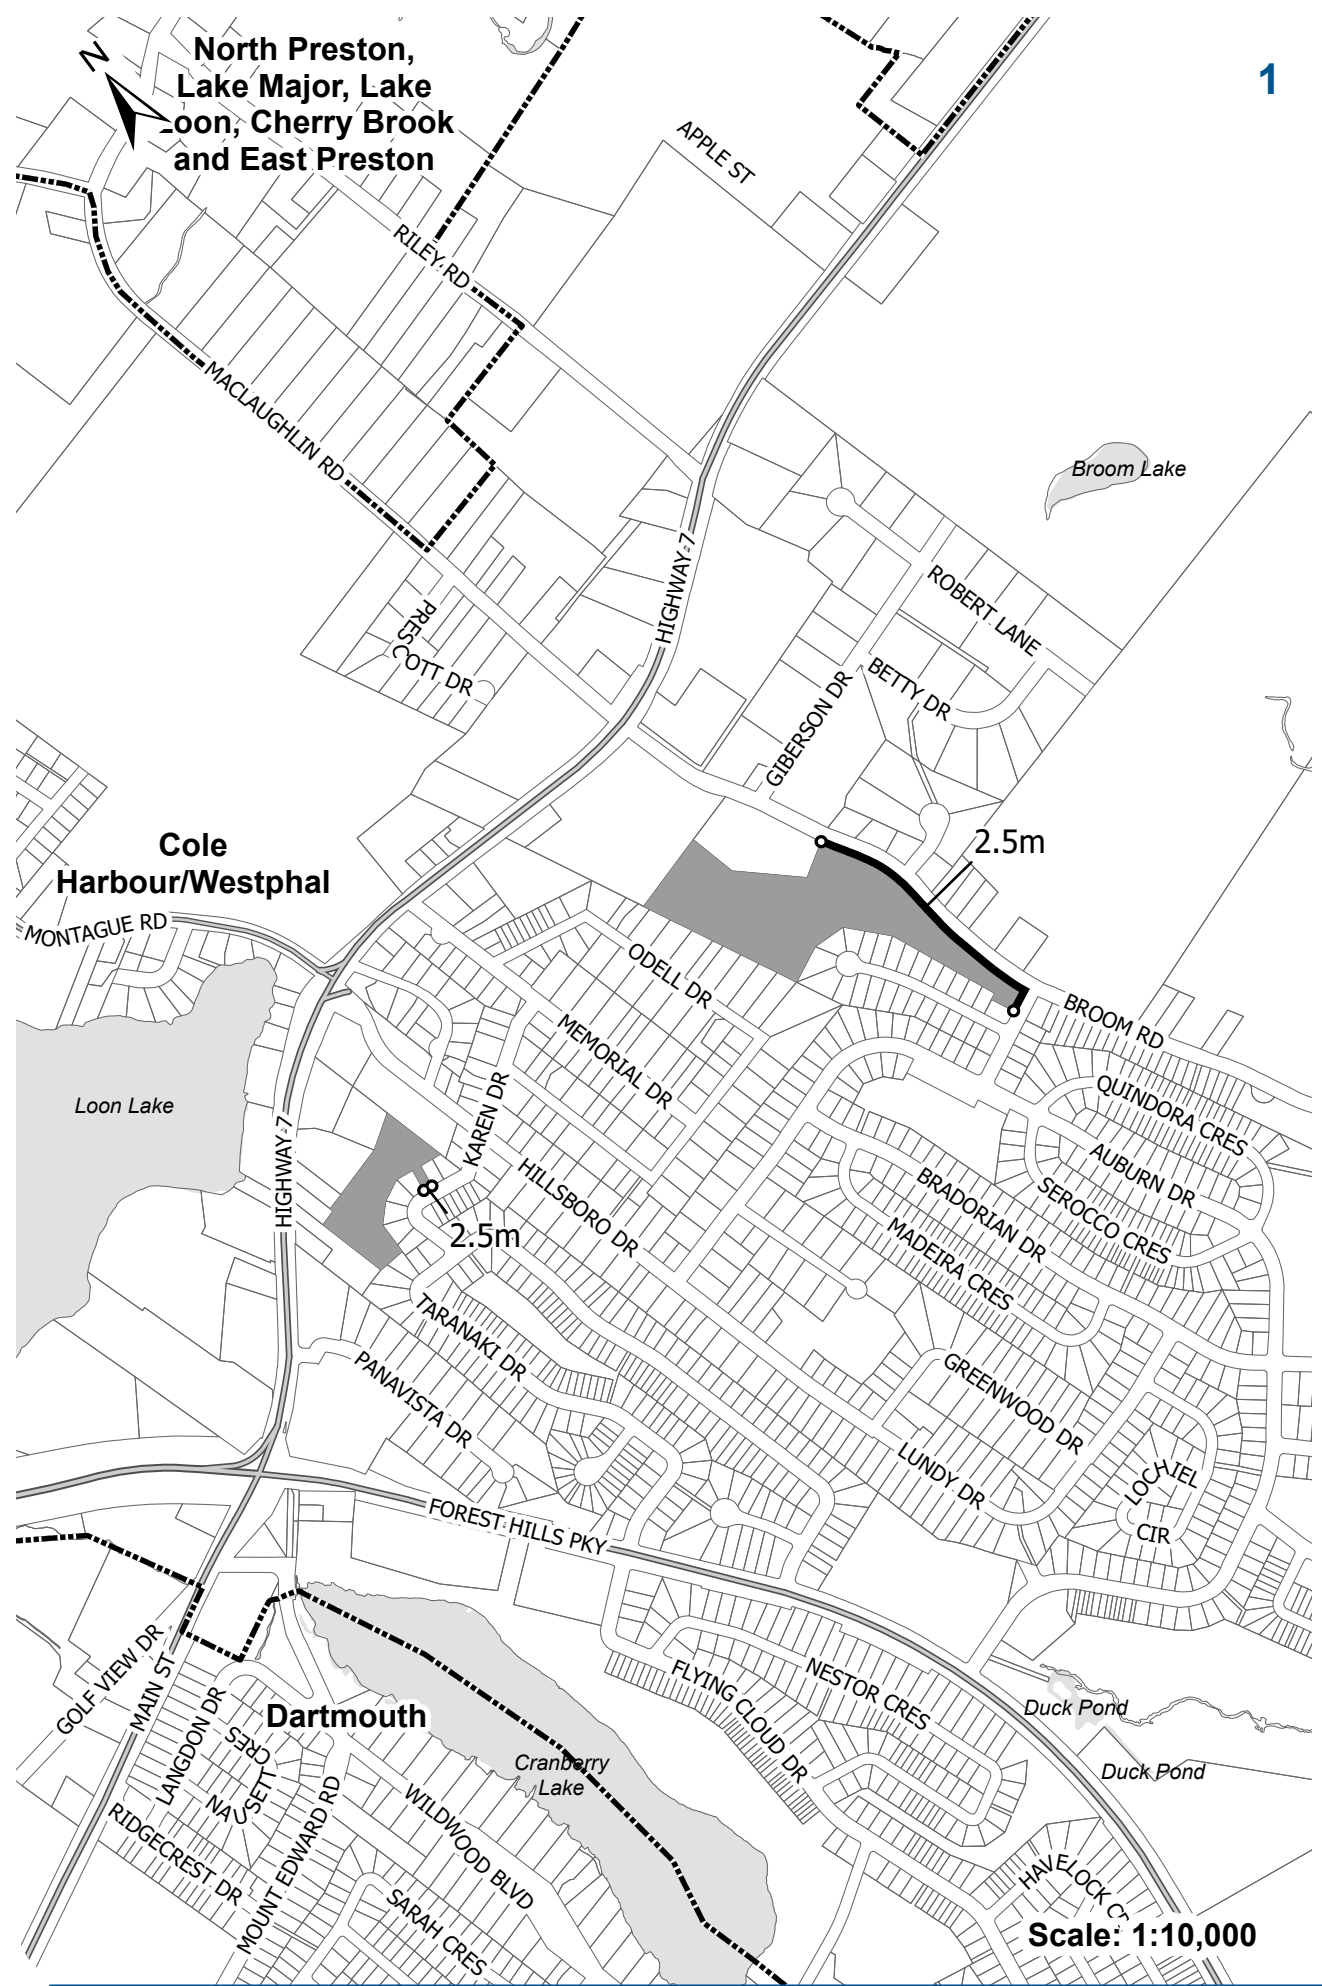 N
North Preston,
Lake Major, Lake
Loon, Cherry Brook
and East Preston
1
APPLE ST
RILEY RD
MACLAUGHLIN RD
Broom Lake
HIGHWAY 7
ROBERT LANE
PRESCOTT DR
BETTY DR
GIBERSON DR
Cole
Harbour/Westphal
2.5m
MONTAGUE RD
ODELL DR
BROOM RD
MEMORIAL DR
Loon Lake
KAREN DR
QUINDORA CRES
HIGHWAY 7
HILLSBORO DR
AUBURN DR
BRADORIAN DR
SEROCCO CRES
2.5m
MADEIRA CRES
TARANAKI DR
PANAVISTA DR
GREENWOOD DR
LUNDY DR
LOCHIEL
CIR
FOREST HILLS PKY
GOLF VIEW DR
MAIN ST
LANGDON DR
Dartmouth
FLYING CLOUD DR
NESTOR CRES
Duck Pond
NAUSETT
CRES
Cranberry
Lake
Duck Pond
RIDGECREST DR
MOUNT EDWARD RD
WILDWOOD BLVD
SARAH CRES
HAVELOCK CR
Scale: 1:10,000